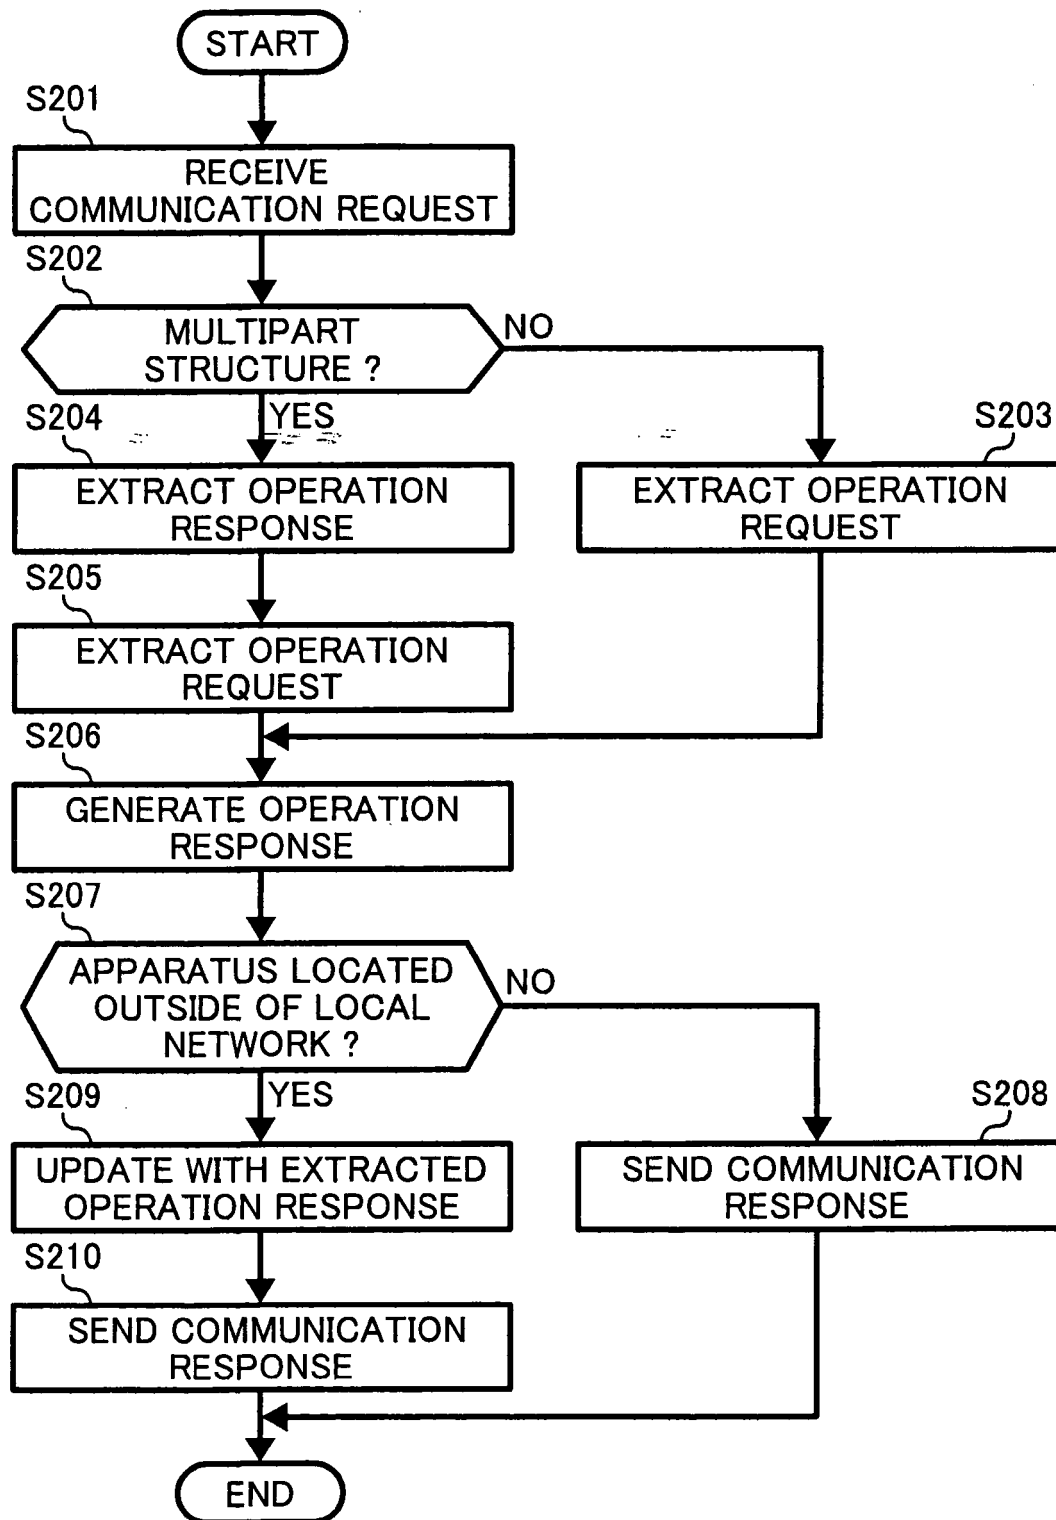 START
S201
RECEIVE
COMMUNICATION REQUEST
S202
MULTIPART
STRUCTURE ?
NO
YES
S204
EXTRACT OPERATION
RESPONSE
S203
EXTRACT OPERATION
REQUEST
S205
EXTRACT OPERATION
REQUEST
S206
GENERATE OPERATION
RESPONSE
S207
APPARATUS LOCATED
OUTSIDE OF LOCAL
NETWORK ?
NO
YES
S209
UPDATE WITH EXTRACTED
OPERATION RESPONSE
S208
SEND COMMUNICATION
RESPONSE
S210
SEND COMMUNICATION
RESPONSE
END